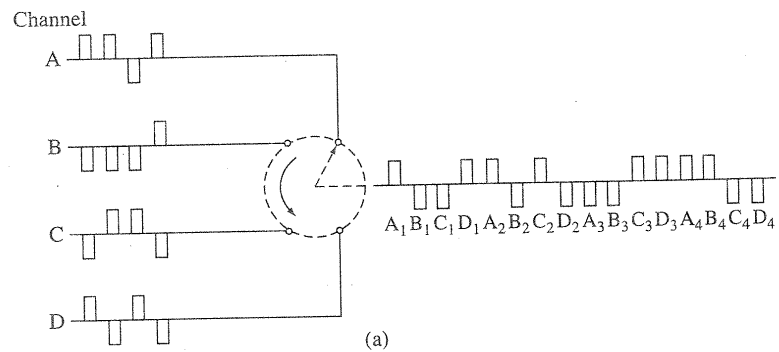 Channel
A
B
A₁ B₁ C₁ D₁ A₂ B₂ C₂ D₂ A₃ B₃ C₃ D₃ A₄ B₄ C₄ D₄
C
D
(a)